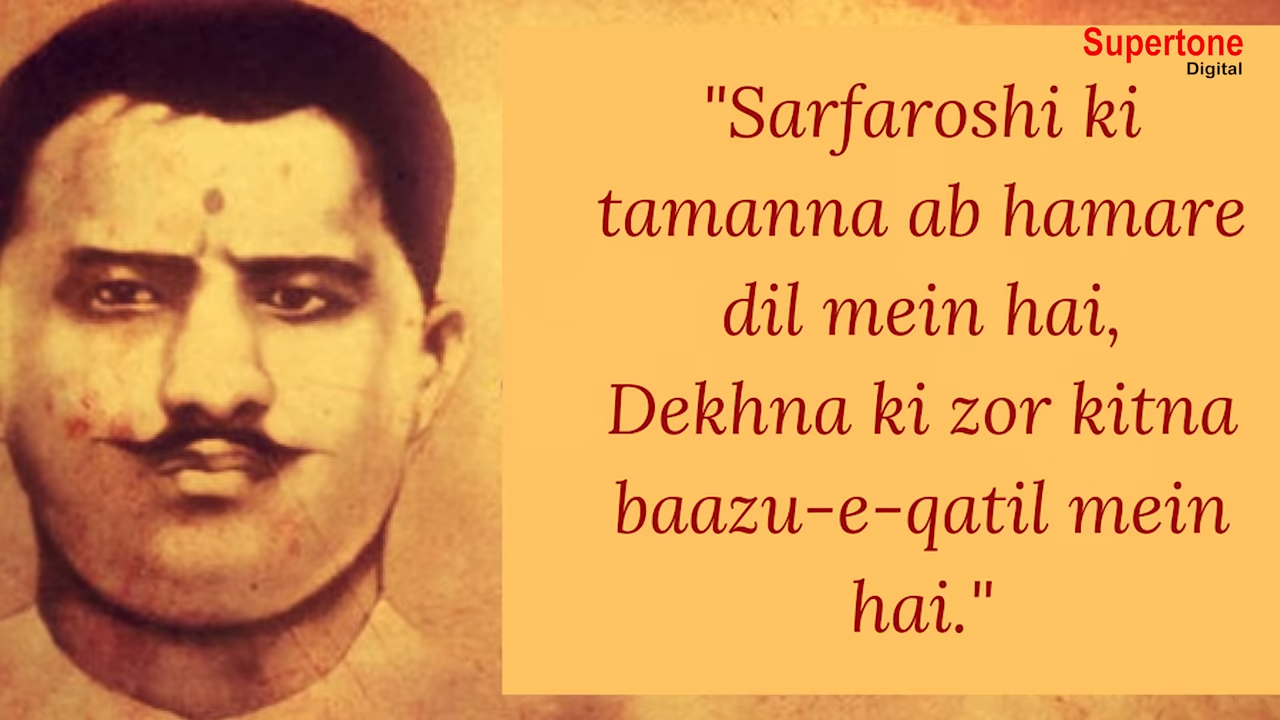 Supertone
Digital
"Sarfaroshi ki
tamanna ab hamare
dil mein hai,
Dekhna ki zor kitna
baazu-e-qatil mein
hai."